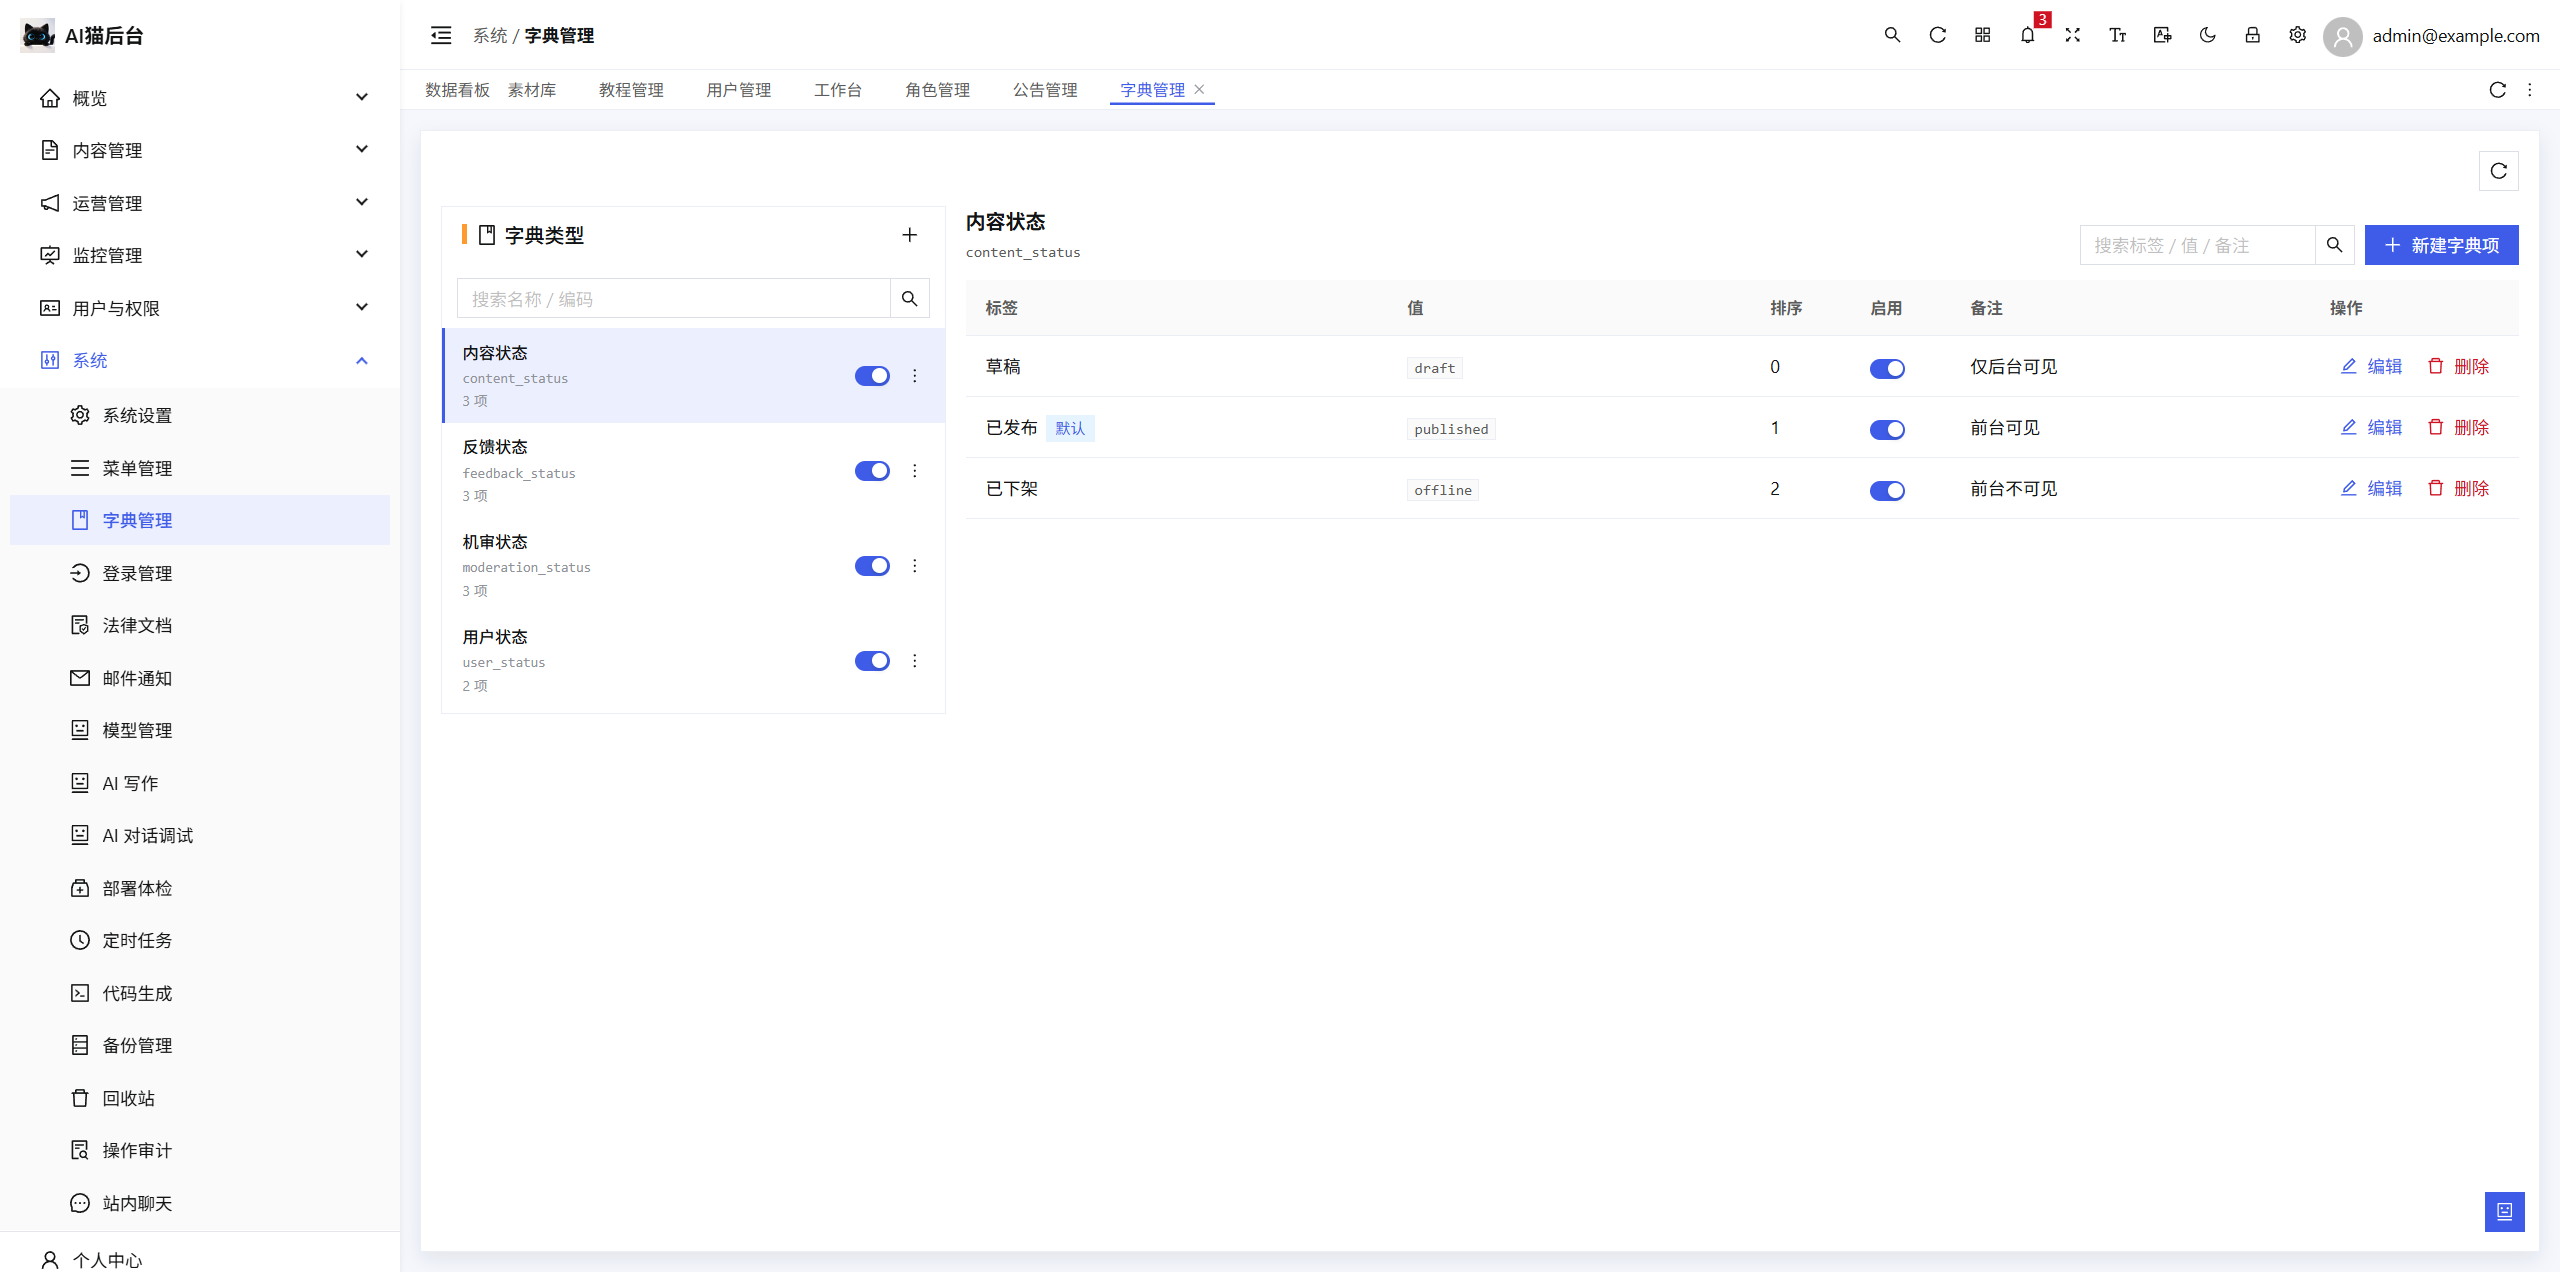 AI猫后台
概览
内容管理
运营管理
监控管理
用户与权限
系统
系统设置
菜单管理
字典管理
登录管理
法律文档
邮件通知
模型管理
AI 写作
AI 对话调试
部署体检
定时任务
代码生成
备份管理
回收站
操作审计
站内聊天
个人中心
系统 / 字典管理
3
admin@example.com
数据看板 素材库 教程管理 用户管理 工作台 角色管理 公告管理 字典管理
字典类型
搜索名称 / 编码
内容状态
content_status
3 项
反馈状态
feedback_status
3 项
机审状态
moderation_status
3 项
用户状态
user_status
2 项
内容状态
content_status
搜索标签 / 值 / 备注
新建字典项
标签 值 排序 启用 备注 操作
草稿 draft 0 仅后台可见 编辑 删除
已发布 默认 published 1 前台可见 编辑 删除
已下架 offline 2 前台不可见 编辑 删除